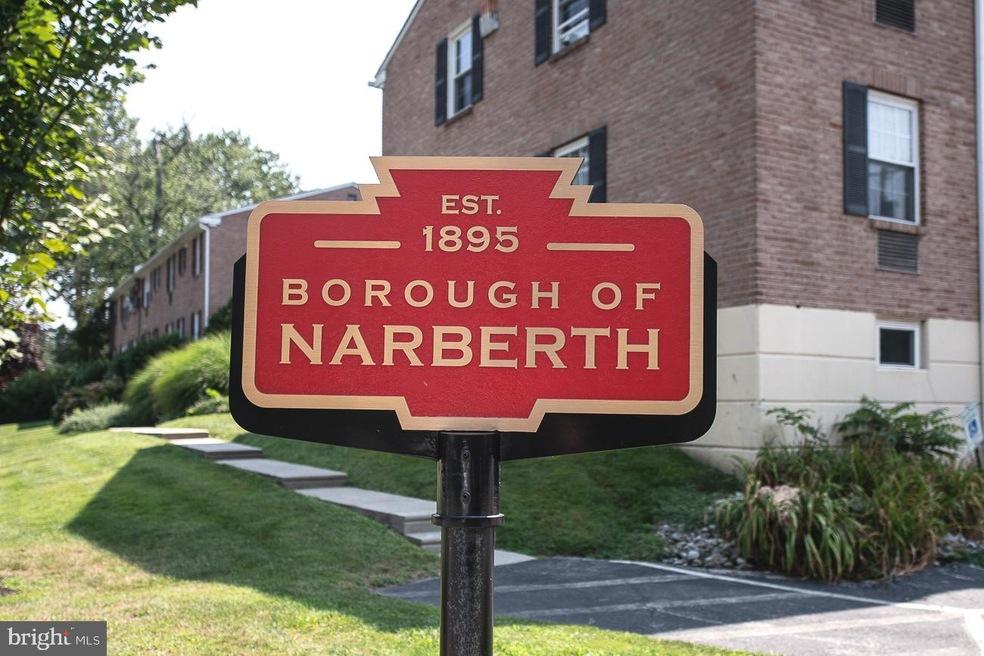 EST.
1895
BOROUGH OF
NARBERTH
bright MLS